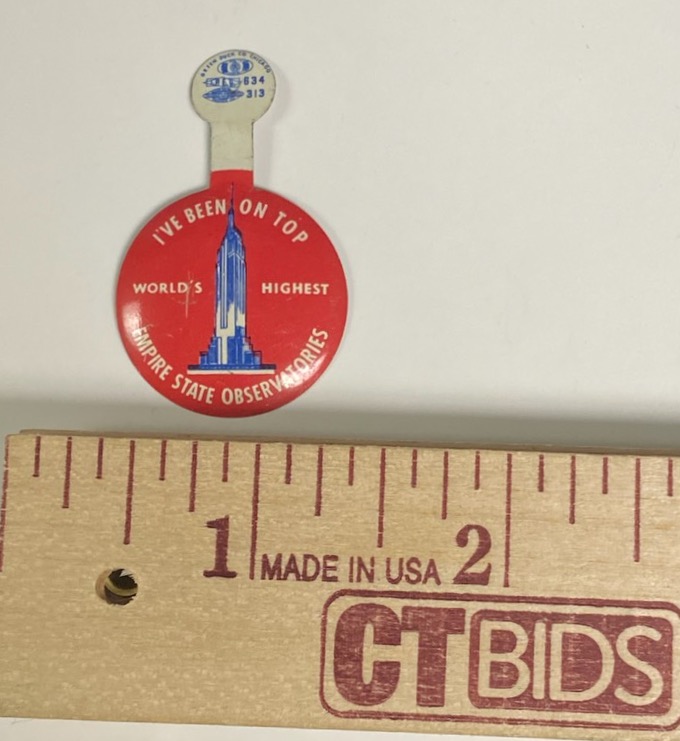 634
313
I'VE BEEN ON TOP
WORLD'S HIGHEST
EMPIRE STATE OBSERVATORIES
1 MADE IN USA 2
CTBIDS